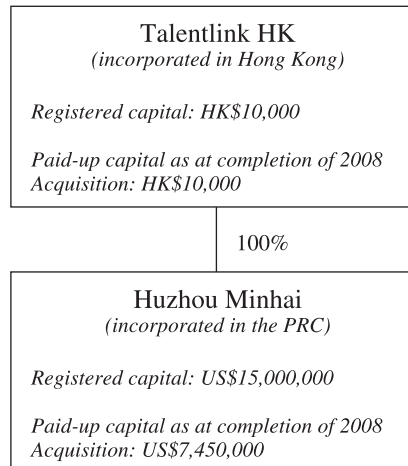 Talentlink HK
(incorporated in Hong Kong)
Registered capital: HK$10,000
Paid-up capital as at completion of 2008
Acquisition: HK$10,000
100%
Huzhou Minhai
(incorporated in the PRC)
Registered capital: US$15,000,000
Paid-up capital as at completion of 2008
Acquisition: US$7,450,000